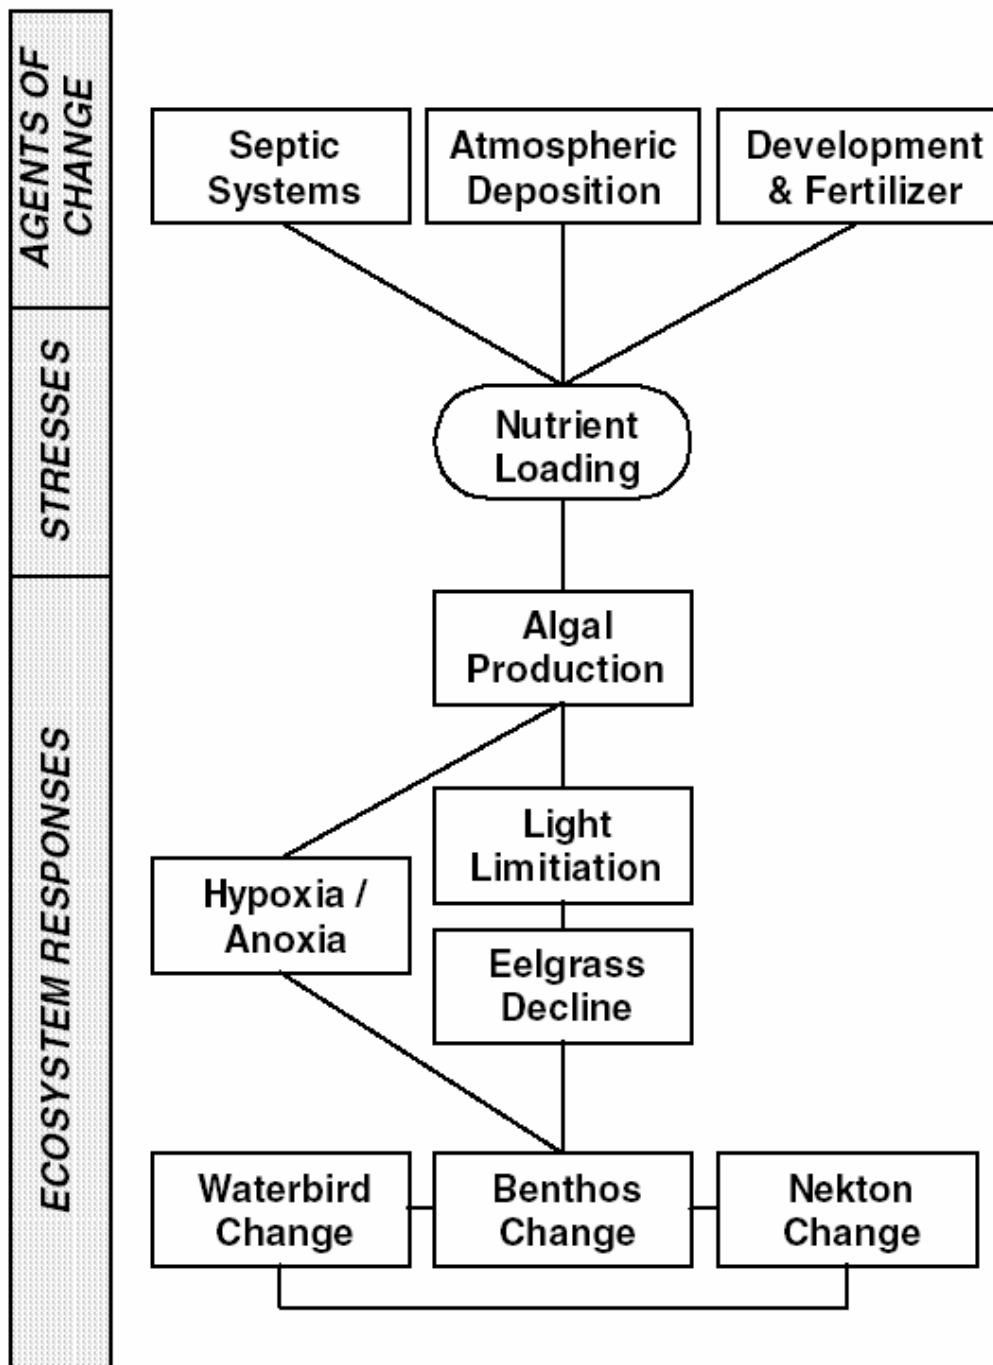 AGENTS OF
CHANGE
Septic
Systems
Atmospheric
Deposition
Development
& Fertilizer
STRESSES
Nutrient
Loading
ECOSYSTEM RESPONSES
Algal
Production
Light
Limitiation
Hypoxia /
Anoxia
Eelgrass
Decline
Waterbird
Change
Benthos
Change
Nekton
Change